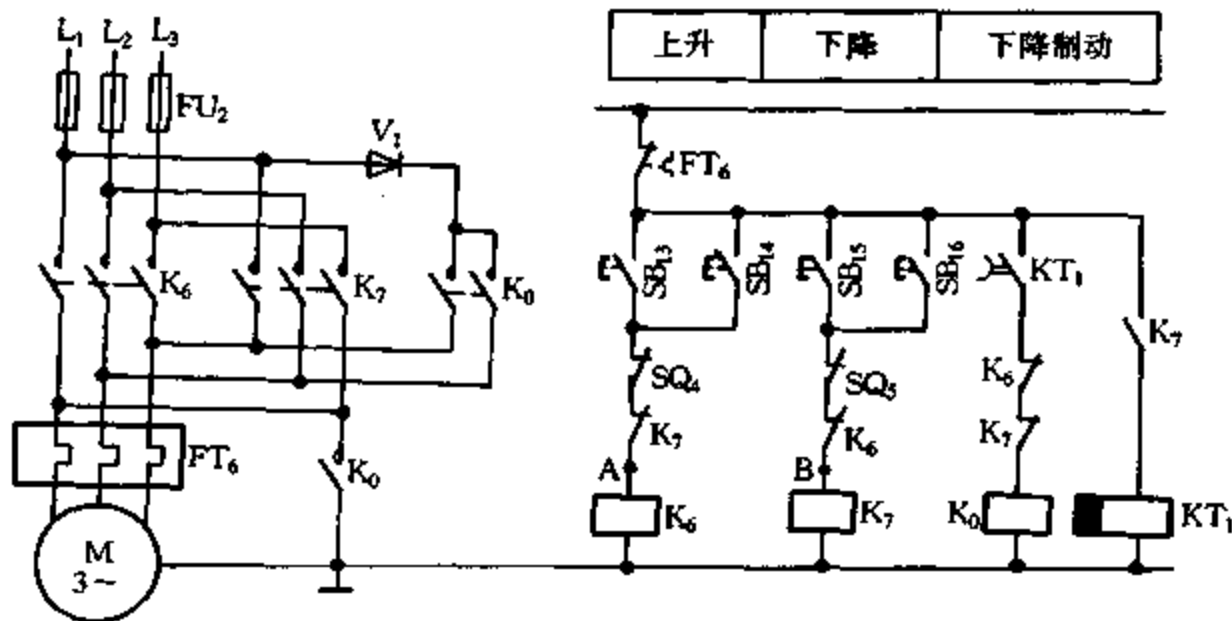 上升 下降 下降制动
L₁ L₂ L₃
FU₂
V₁
FT₆
SB₁₃ SB₁₄ SB₁₅ SB₁₆ KT₁
K₆ K₇ K₀
K₇
SQ₄ SQ₅ K₆
K₇ K₆ K₇
FT₆ K₀
A B
K₆ K₇ K₀ KT₁
M
3~